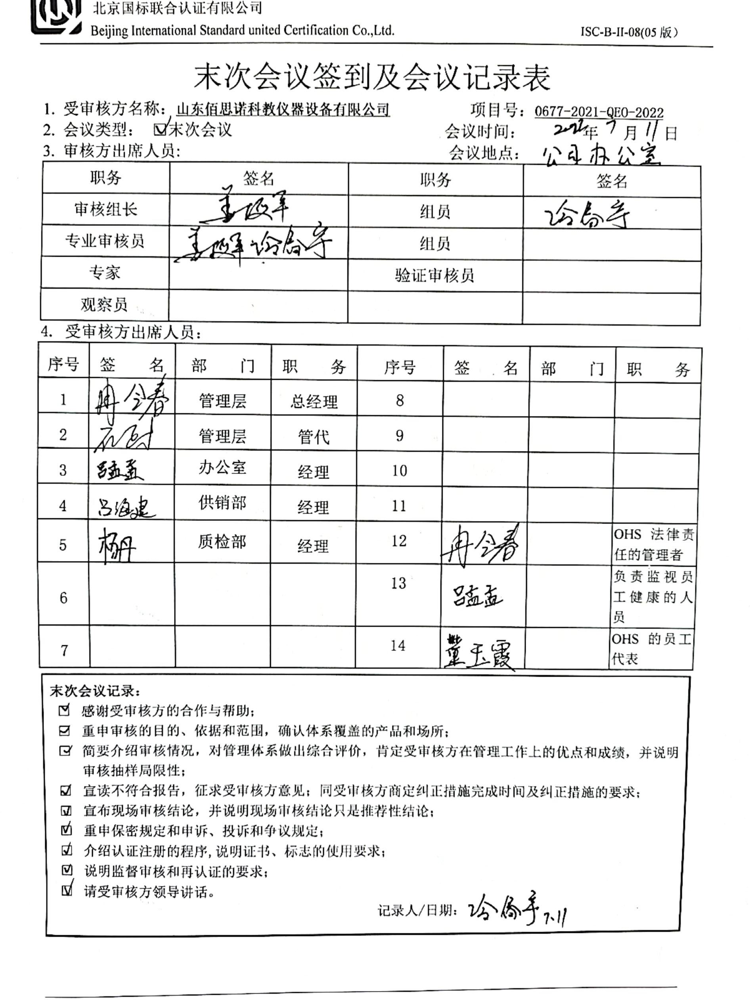 北京国标联合认证有限公司
Beijing International Standard united Certification Co.,Ltd.
ISC-B-II-08(05 版)
末次会议签到及会议记录表
1. 受审核方名称：山东佰思诺科教仪器设备有限公司 项目号：0677-2021-QEO-2022
2. 会议类型： ☑末次会议 会议时间： 年 7 月 11 日
3. 审核方出席人员: 会议地点： 公司办公室
职务 签名 职务 签名
审核组长 组员
专业审核员 组员
专家 验证审核员
观察员
4. 受审核方出席人员：
序号 签 名 部 门 职 务 序号 签 名 部 门 职 务
1 冉令春 管理层 总经理 8
2 管理层 管代 9
3 吕孟孟 办公室 经理 10
4 吕海建 供销部 经理 11
5 杨丹 质检部 经理 12 冉令春 OHS 法律责
任的管理者
6 13 吕孟孟 负责监视员
工健康的人
员
7 14 OHS 的员工
代表
末次会议记录：
☑ 感谢受审核方的合作与帮助；
☑ 重申审核的目的、依据和范围，确认体系覆盖的产品和场所；
☑ 简要介绍审核情况，对管理体系做出综合评价，肯定受审核方在管理工作上的优点和成绩，并说明
审核抽样局限性；
☑ 宣读不符合报告，征求受审核方意见；同受审核方商定纠正措施完成时间及纠正措施的要求；
☑ 宣布现场审核结论，并说明现场审核结论只是推荐性结论；
☑ 重申保密规定和申诉、投诉和争议规定；
☑ 介绍认证注册的程序,说明证书、标志的使用要求；
☑ 说明监督审核和再认证的要求；
☑ 请受审核方领导讲话。
记录人/日期： 7.11